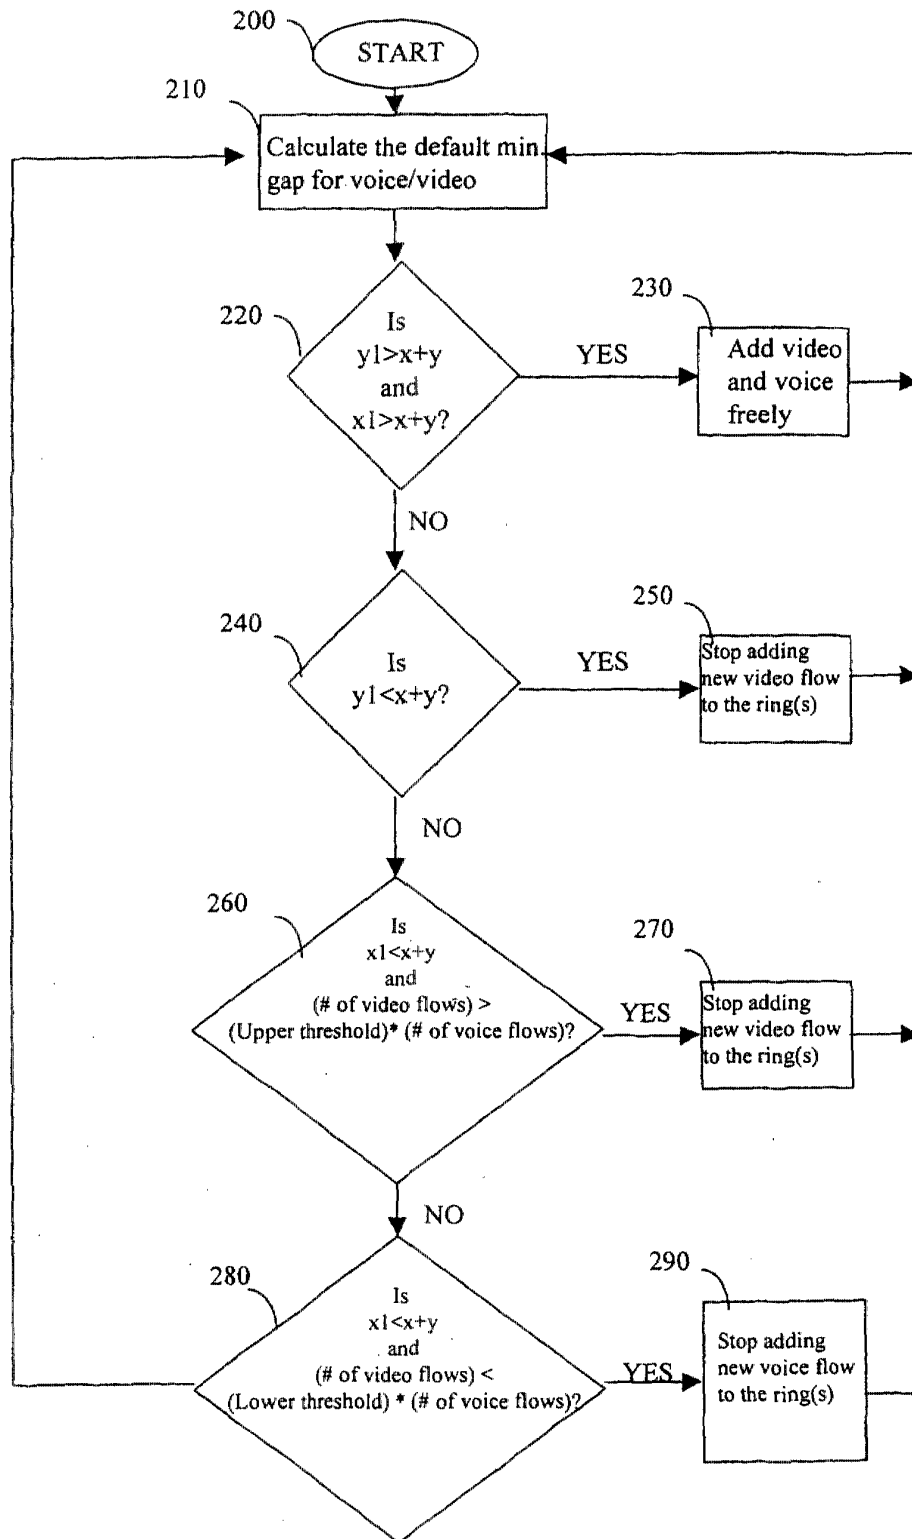 200
START
210
Calculate the default min.
gap for voice/video
220
Is
y1>x+y
and
x1>x+y?
YES
230
Add video
and voice
freely
NO
240
Is
y1<x+y?
YES
250
Stop adding
new video flow
to the ring(s)
NO
260
Is
x1<x+y
and
(# of video flows) >
(Upper threshold)* (# of voice flows)?
YES
270
Stop adding
new video flow
to the ring(s)
NO
280
Is
x1<x+y
and
(# of video flows) <
(Lower threshold) * (# of voice flows)?
YES
290
Stop adding
new voice flow
to the ring(s)